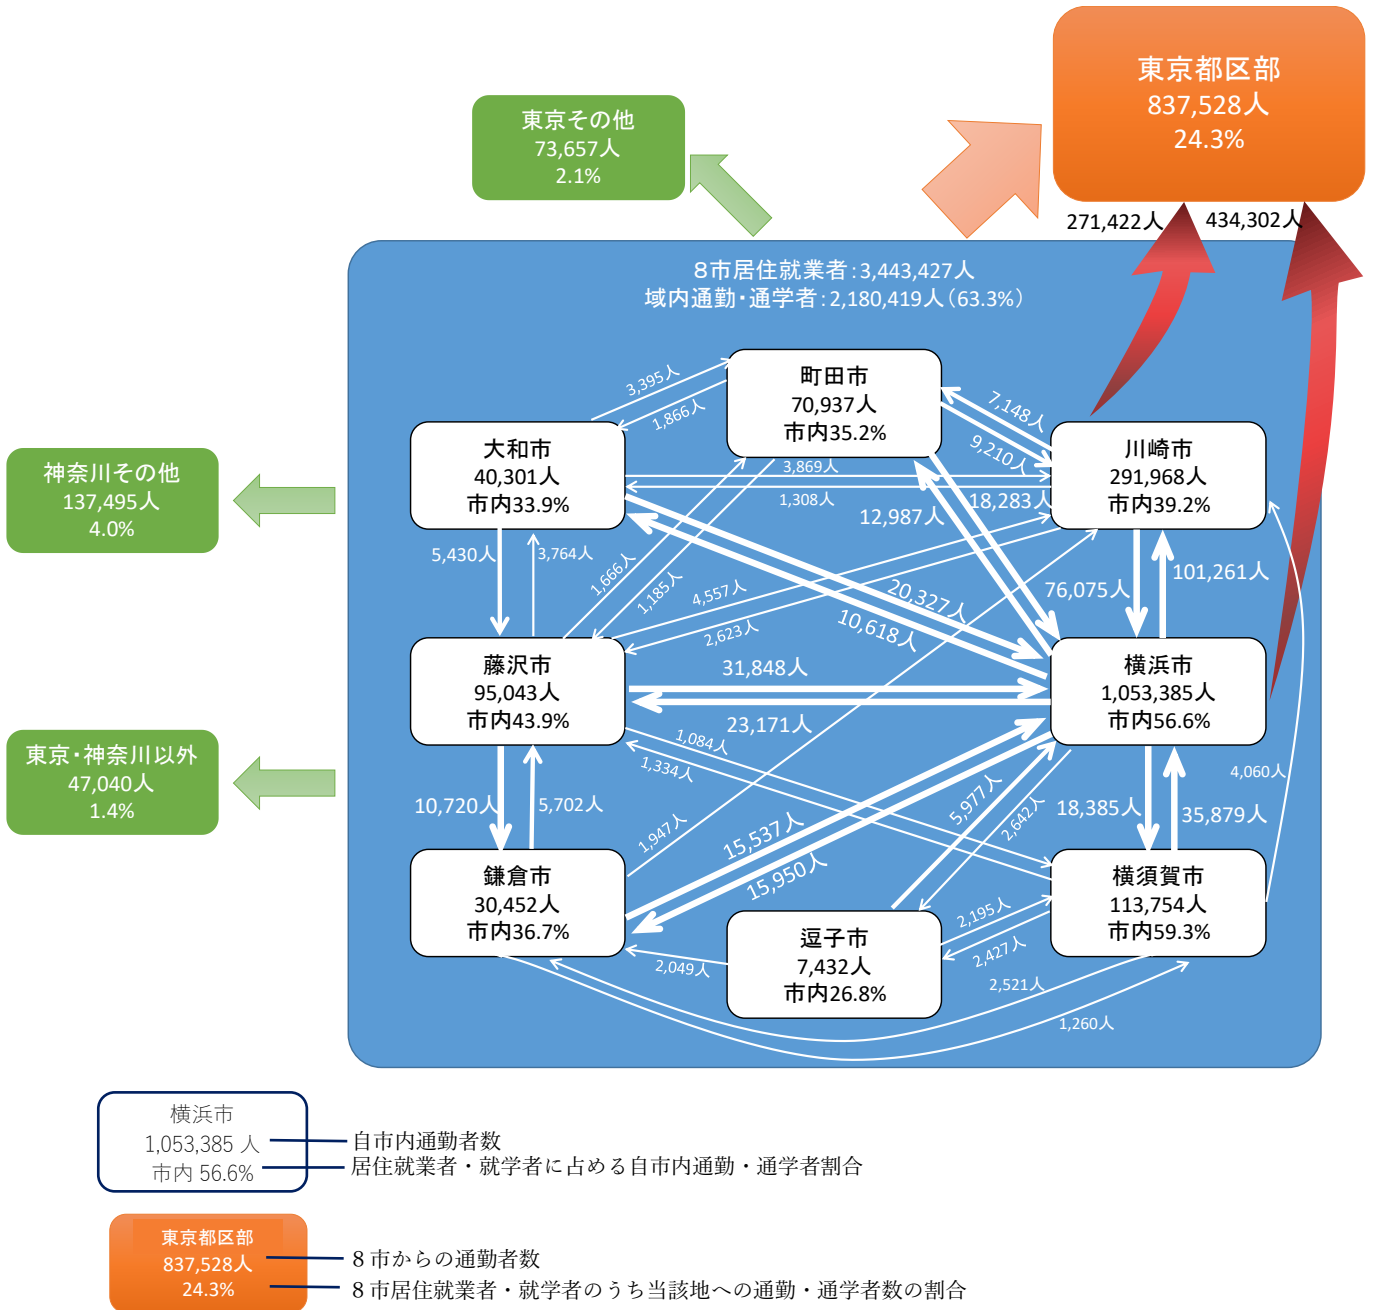 東京都区部
837,528人
24.3%
東京その他
73,657人
2.1%
271,422人
434,302人
8市居住就業者:3,443,427人
域内通勤・通学者:2,180,419人(63.3%)
町田市
70,937人
市内35.2%
3,395人
1,866人
7,148人
9,210人
大和市
40,301人
市内33.9%
川崎市
291,968人
市内39.2%
神奈川その他
137,495人
4.0%
3,869人
1,308人
12,987人
18,283人
5,430人
3,764人
1,666人
1,185人
4,557人
2,623人
20,327人
10,618人
76,075人
101,261人
藤沢市
95,043人
市内43.9%
31,848人
23,171人
横浜市
1,053,385人
市内56.6%
東京・神奈川以外
47,040人
1.4%
1,084人
1,334人
10,720人
5,702人
1,947人
15,537人
15,950人
5,977人
2,642人
18,385人
35,879人
4,060人
鎌倉市
30,452人
市内36.7%
逗子市
7,432人
市内26.8%
横須賀市
113,754人
市内59.3%
2,195人
2,427人
2,049人
2,521人
1,260人
横浜市
1,053,385 人
市内 56.6%
自市内通勤者数
居住就業者・就学者に占める自市内通勤・通学者割合
東京都区部
837,528人
24.3%
8市からの通勤者数
8市居住就業者・就学者のうち当該地への通勤・通学者数の割合